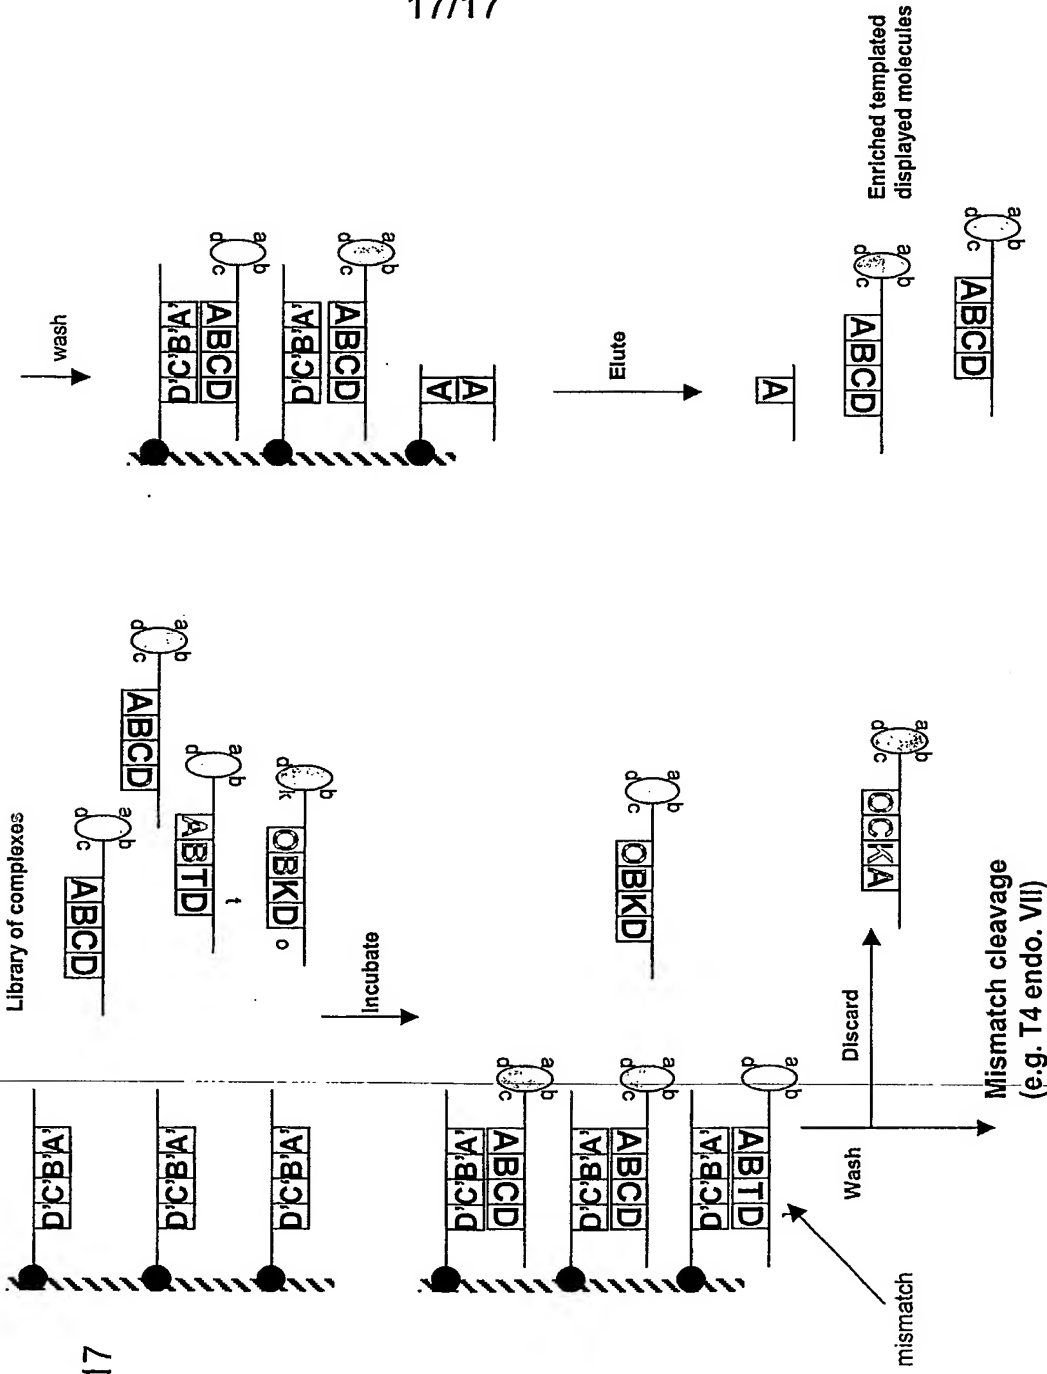 17/17
17
Library of complexes
D'C'B'A'
D'C'B'A'
D'C'B'A'
ABCD
d a
c b
ABCD
d a
c b
ABTD
d a
b
t
OBKD
d a
k b
o
Incubate
D'C'B'A'
ABCD
d a
c b
D'C'B'A'
ABCD
d a
c b
D'C'B'A'
ABTD
d a
b
OBKD
d a
c b
mismatch
Wash
Discard
OCKA
d a
c b
Mismatch cleavage
(e.g. T4 endo. VII)
wash
D'C'B'A'
ABCD
d a
c b
D'C'B'A'
ABCD
d a
c b
A
A
Elute
A
ABCD
d a
c b
ABCD
d a
c b
Enriched templated
displayed molecules